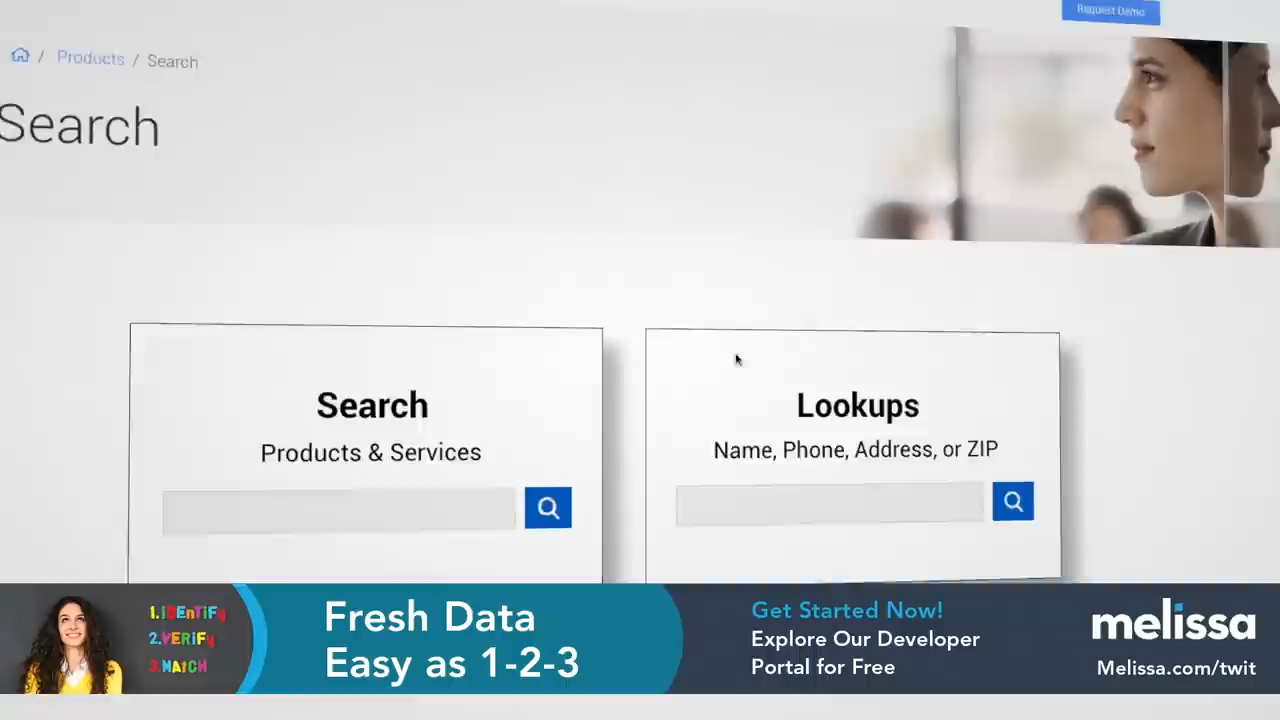 Request Demo
/ Products / Search
Search
Search
Products & Services
Lookups
Name, Phone, Address, or ZIP
1.IDEnTiFy
2.VERiFy
3.MAtCH
Fresh Data
Easy as 1-2-3
Get Started Now!
Explore Our Developer
Portal for Free
melissa
Melissa.com/twit